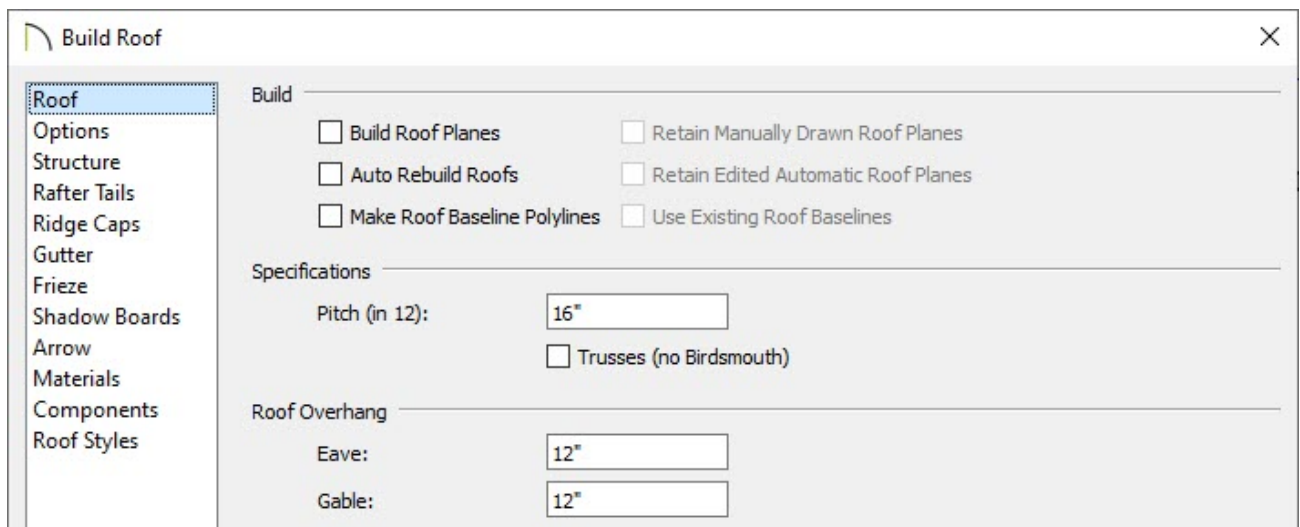 Build Roof
Roof
Options
Structure
Rafter Tails
Ridge Caps
Gutter
Frieze
Shadow Boards
Arrow
Materials
Components
Roof Styles
Build
Build Roof Planes
Retain Manually Drawn Roof Planes
Auto Rebuild Roofs
Retain Edited Automatic Roof Planes
Make Roof Baseline Polylines
Use Existing Roof Baselines
Specifications
Pitch (in 12): 16"
Trusses (no Birdsmouth)
Roof Overhang
Eave: 12"
Gable: 12"